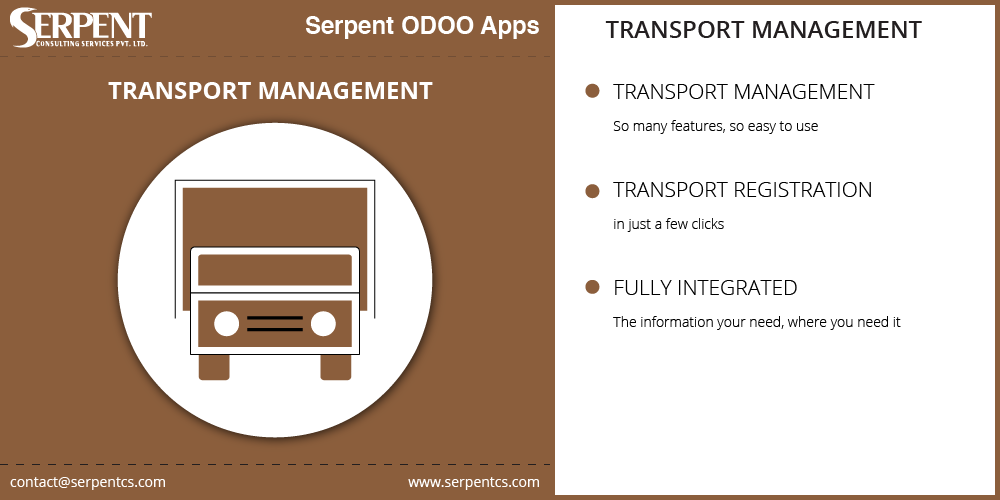 SERPENT
CONSULTING SERVICES PVT. LTD.
Serpent ODOO Apps
TRANSPORT MANAGEMENT
contact@serpentcs.com
www.serpentcs.com
TRANSPORT MANAGEMENT
TRANSPORT MANAGEMENT
So many features, so easy to use
TRANSPORT REGISTRATION
in just a few clicks
FULLY INTEGRATED
The information your need, where you need it